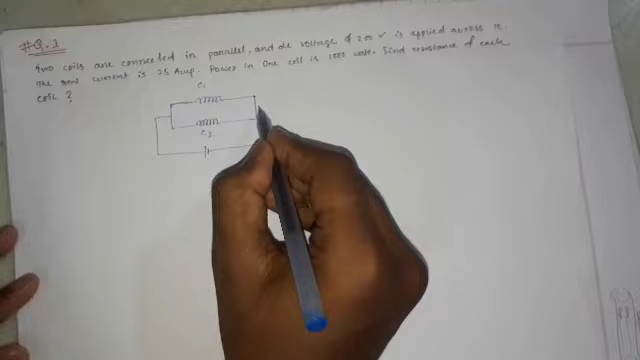 #Q.1
Two coils are connected in parallel, and dc voltage of 200 V is applied across it.
The total current is 25 Amp. Power in one coil is 1000 watt. Find resistance of each
coil ?
C1
C2